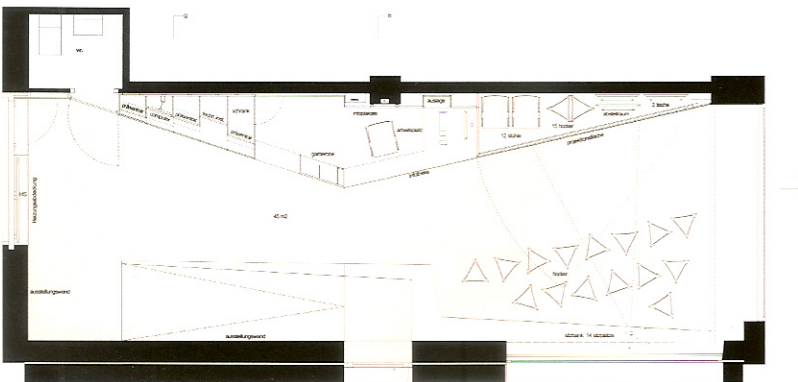 a
b
wc
computer
schrank
garderobe
infotheke
arbeitsplatz
auslage
12 stühle
15 hocker
abstellraum
3 tische
projektionsfläche
HS
Heizungsabdeckung
45 m2
ausstellungswand
ausstellungswand
hocker
sitzbank 14 sitzplätze